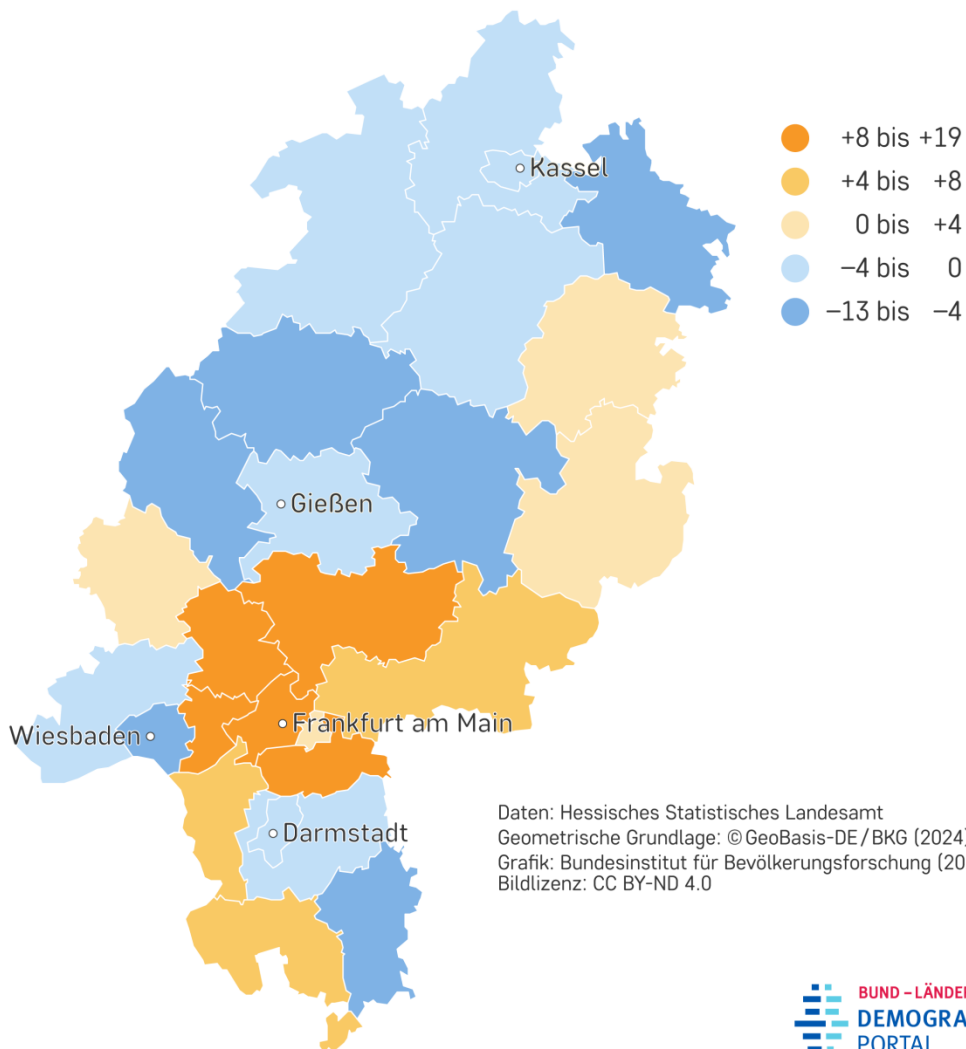 +8 bis +19
Kassel
+4 bis +8
0 bis +4
−4 bis 0
−13 bis −4
Gießen
Frankfurt am Main
Wiesbaden
Darmstadt
Daten: Hessisches Statistisches Landesamt
Geometrische Grundlage: © GeoBasis-DE / BKG (2024)
Grafik: Bundesinstitut für Bevölkerungsforschung (20
Bildlizenz: CC BY-ND 4.0
BUND – LÄNDE
DEMOGRA
PORTAL